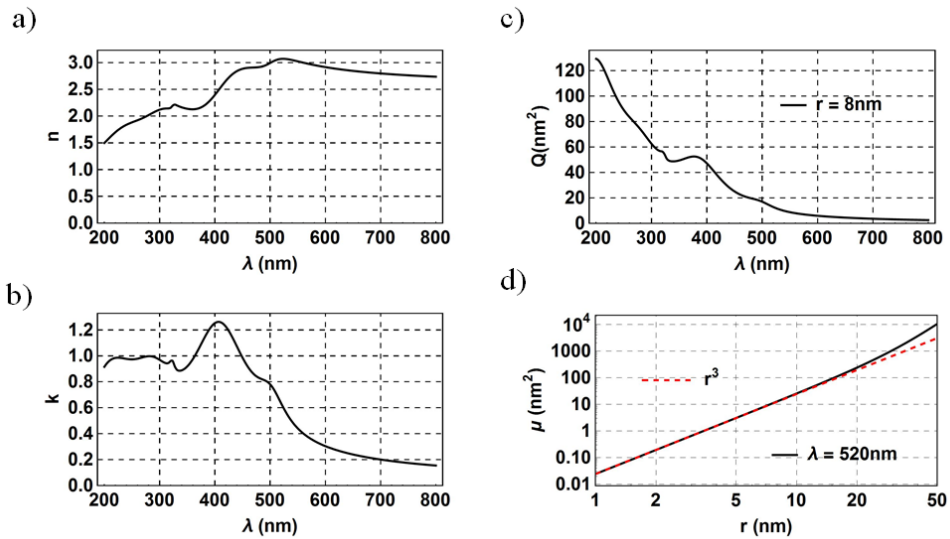 a)
n
3.0
2.5
2.0
1.5
1.0
0.5
0.0
200 300 400 500 600 700 800
λ (nm)
b)
k
1.2
1.0
0.8
0.6
0.4
0.2
0.0
200 300 400 500 600 700 800
λ (nm)
c)
Q(nm²)
120
100
80
60
40
20
0
r = 8nm
200 300 400 500 600 700 800
λ (nm)
d)
μ (nm²)
10⁴
1000
100
10
1
0.10
0.01
r³
λ = 520nm
1 2 5 10 20 50
r (nm)